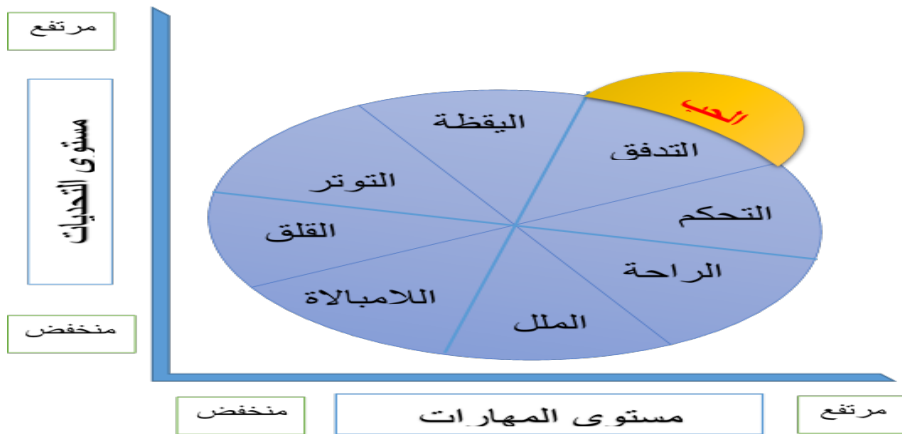 مرتفع
مستوى التحديات
منخفض
الحب
اليقظة
التدفق
التوتر
التحكم
القلق
الراحة
اللامبالاة
الملل
مرتفع
مستوى المهارات
منخفض